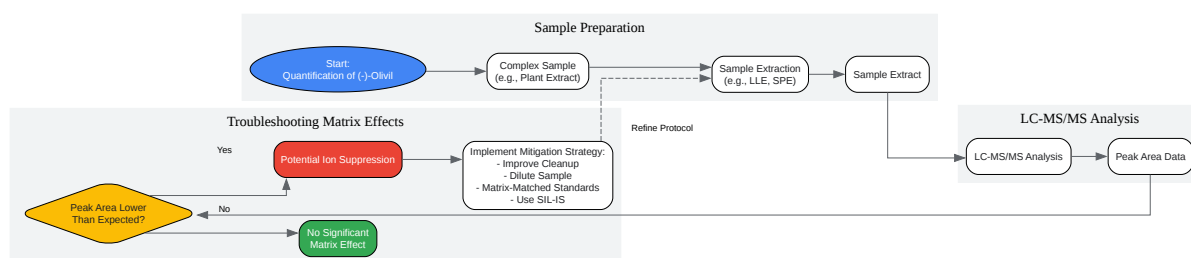 Sample Preparation
Start:
Quantification of (-)-Olivil
Complex Sample
(e.g., Plant Extract)
Sample Extraction
(e.g., LLE, SPE)
Sample Extract
Troubleshooting Matrix Effects
Yes
Potential Ion Suppression
Implement Mitigation Strategy:
- Improve Cleanup
- Dilute Sample
- Matrix-Matched Standards
- Use SIL-IS
Refine Protocol
LC-MS/MS Analysis
LC-MS/MS Analysis
Peak Area Data
Peak Area Lower
Than Expected?
No
No Significant
Matrix Effect